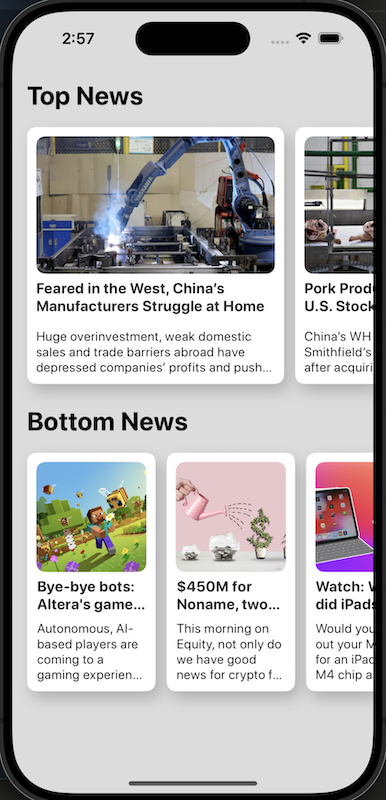 2:57
Top News
Feared in the West, China’s
Manufacturers Struggle at Home
Huge overinvestment, weak domestic
sales and trade barriers abroad have
depressed companies’ profits and push...
Pork Prod
U.S. Stock
China’s WH
Smithfield’s
after acquiri
Bottom News
Bye-bye bots:
Altera's game...
Autonomous, AI-
based players are
coming to a
gaming experien...
$450M for
Noname, two...
This morning on
Equity, not only do
we have good
news for crypto f...
Watch:
did iPads
Would you
out your M
for an iPad
M4 chip a